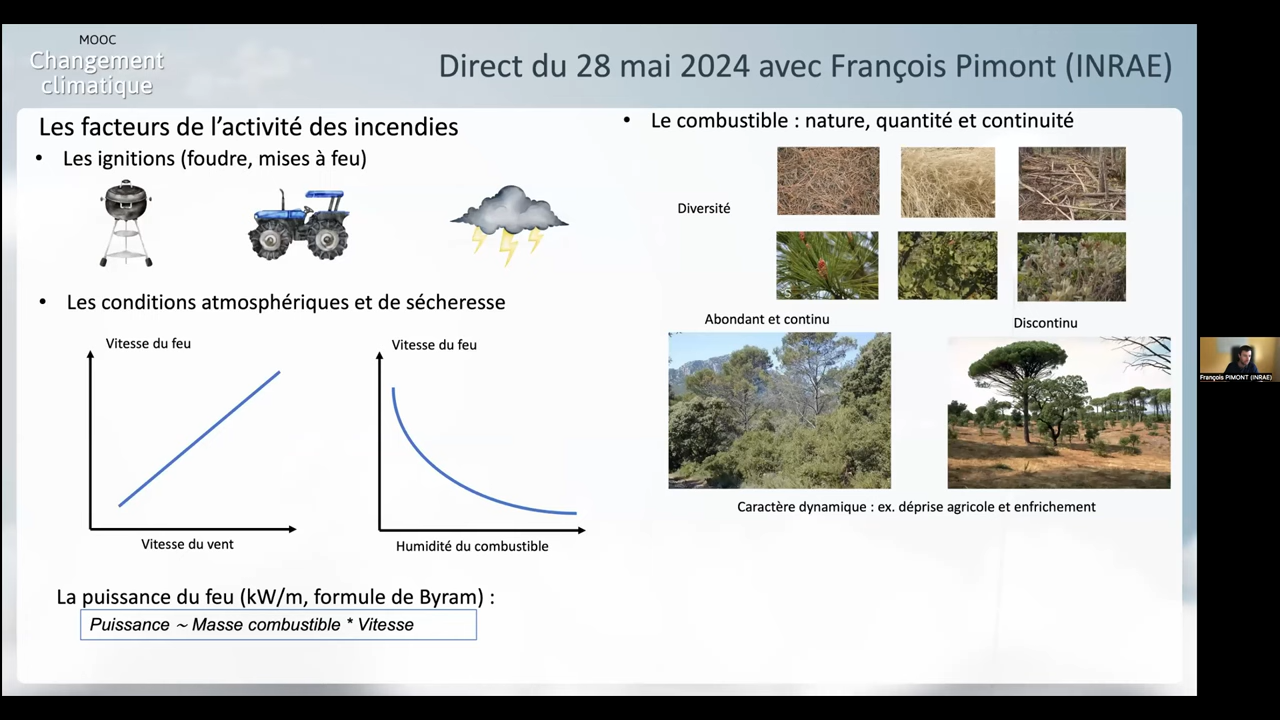 MOOC
Changement
climatique
Direct du 28 mai 2024 avec François Pimont (INRAE)
Les facteurs de l'activité des incendies
• Les ignitions (foudre, mises à feu)
• Les conditions atmosphériques et de sécheresse
Vitesse du feu
Vitesse du vent
Vitesse du feu
Humidité du combustible
La puissance du feu (kW/m, formule de Byram) :
Puissance ~ Masse combustible * Vitesse
• Le combustible : nature, quantité et continuité
Diversité
Abondant et continu
Discontinu
Caractère dynamique : ex. déprise agricole et enfrichement
François PIMONT (INRAE)